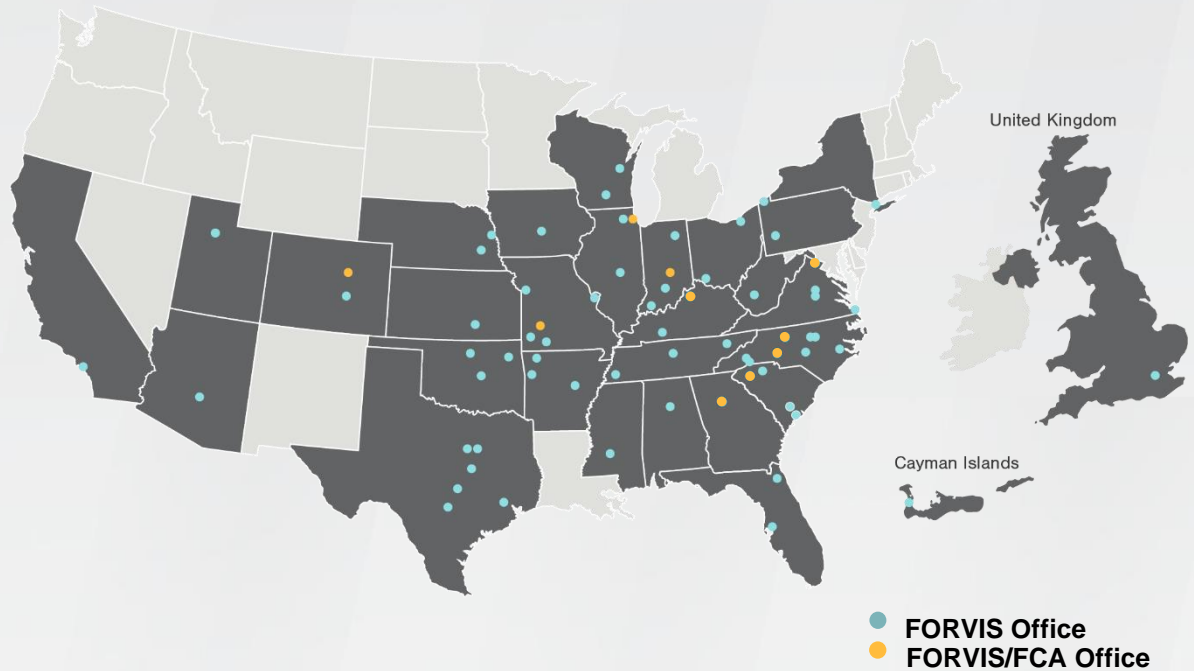 United Kingdom
Cayman Islands
FORVIS Office
FORVIS/FCA Office